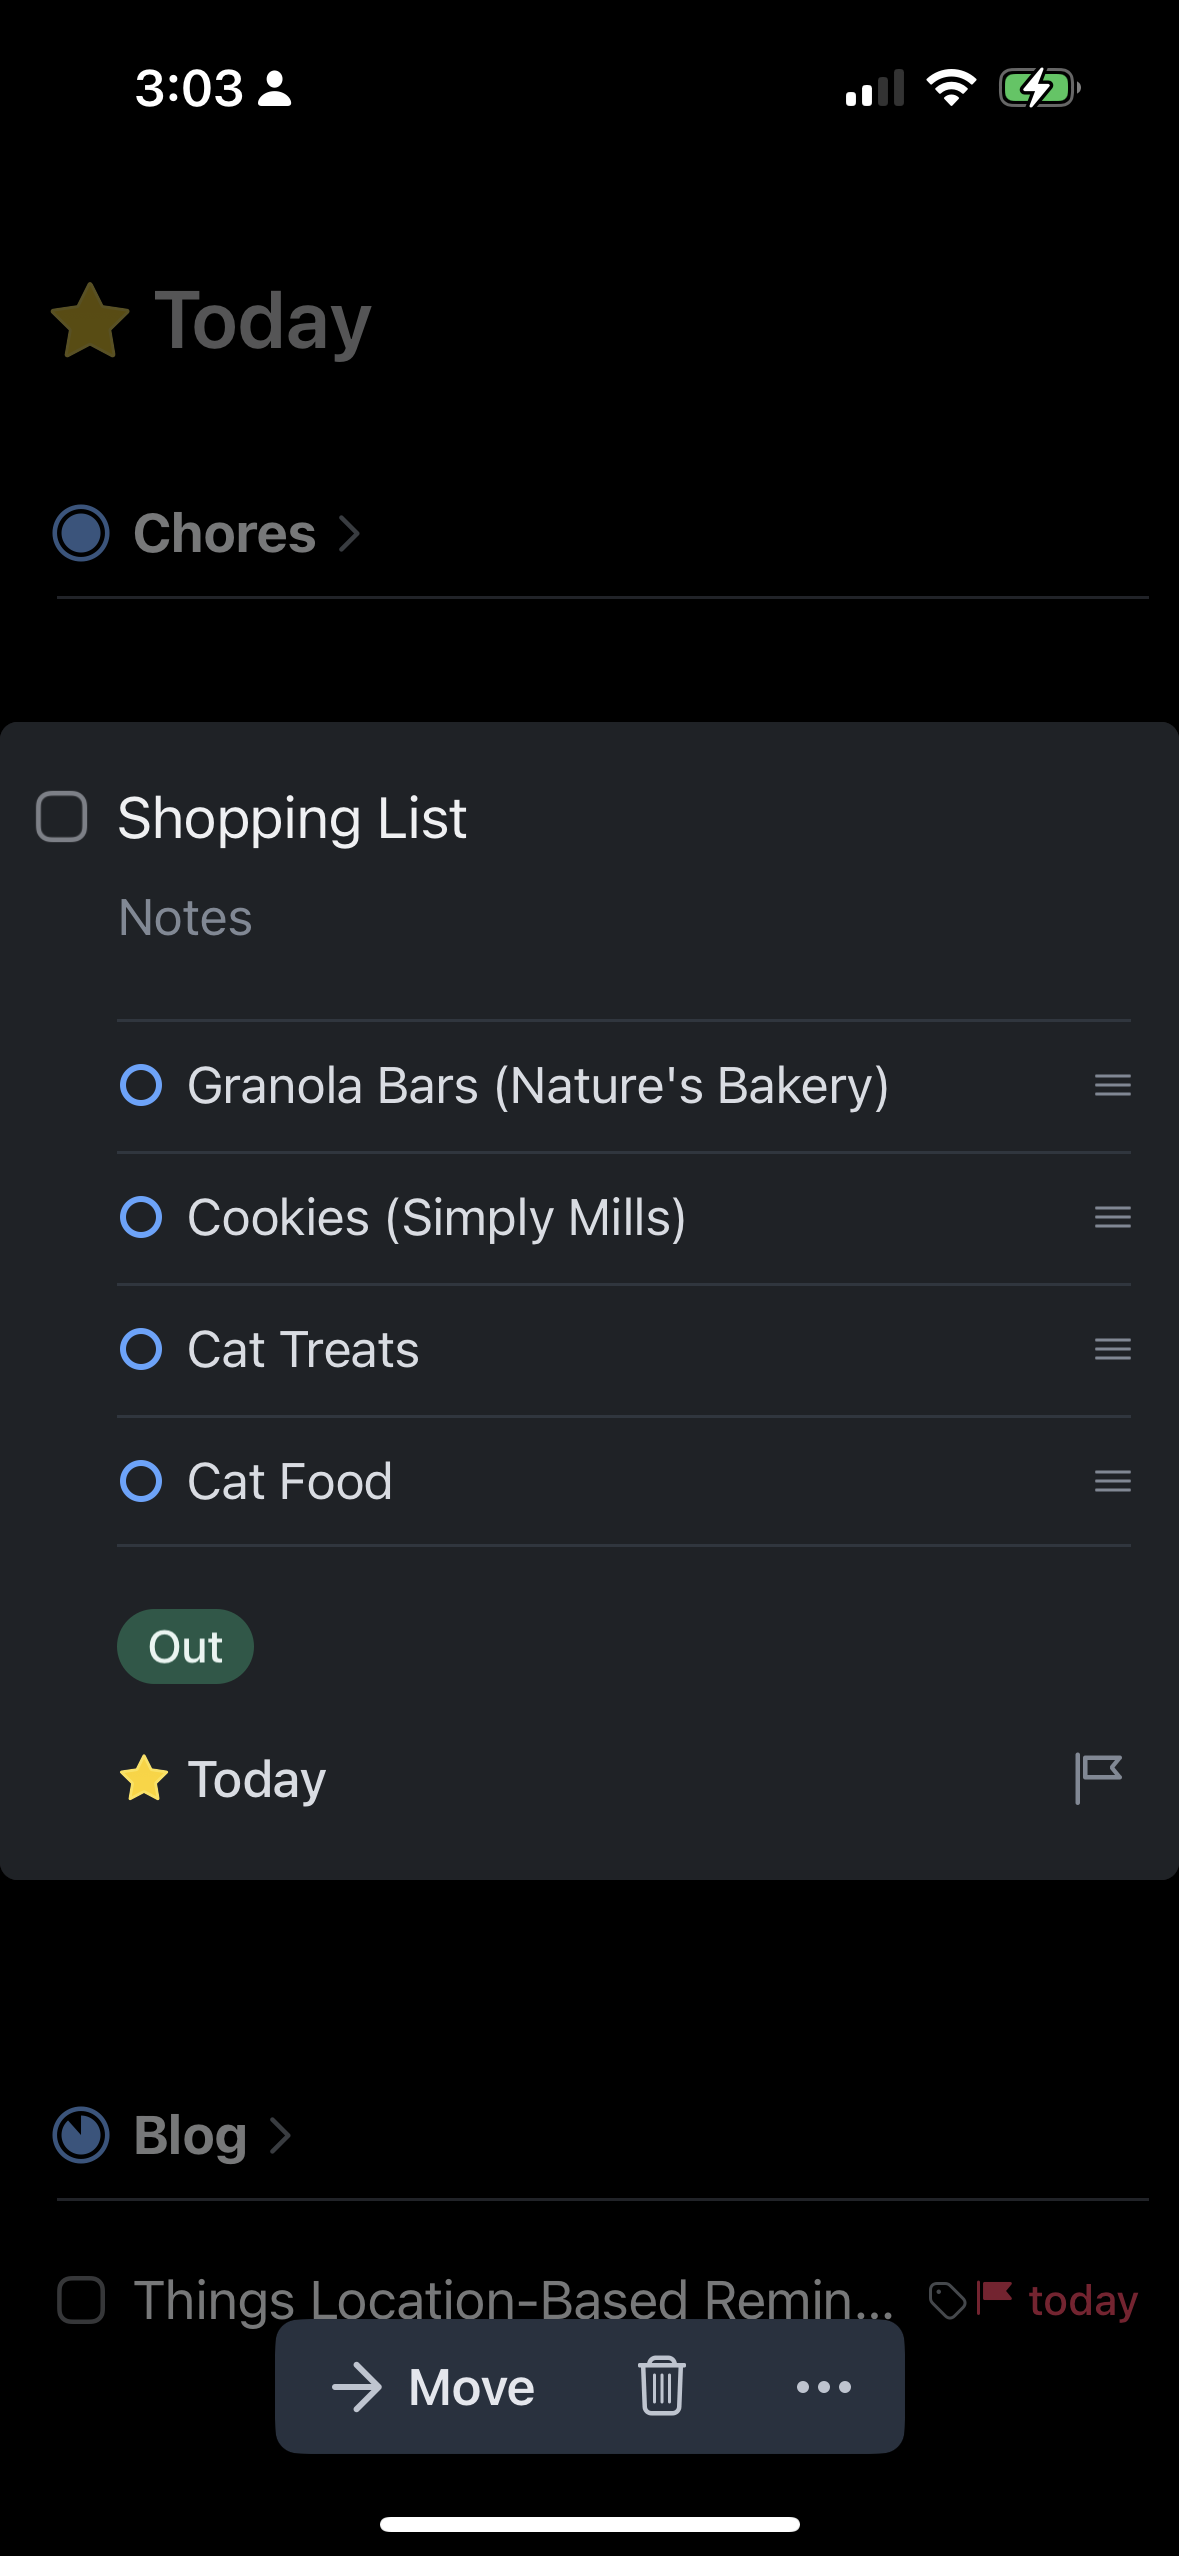 3:03
Today
Chores
Shopping List
Notes
Granola Bars (Nature's Bakery)
Cookies (Simply Mills)
Cat Treats
Cat Food
Out
Today
Blog
Things Location-Based Remin... today
Move